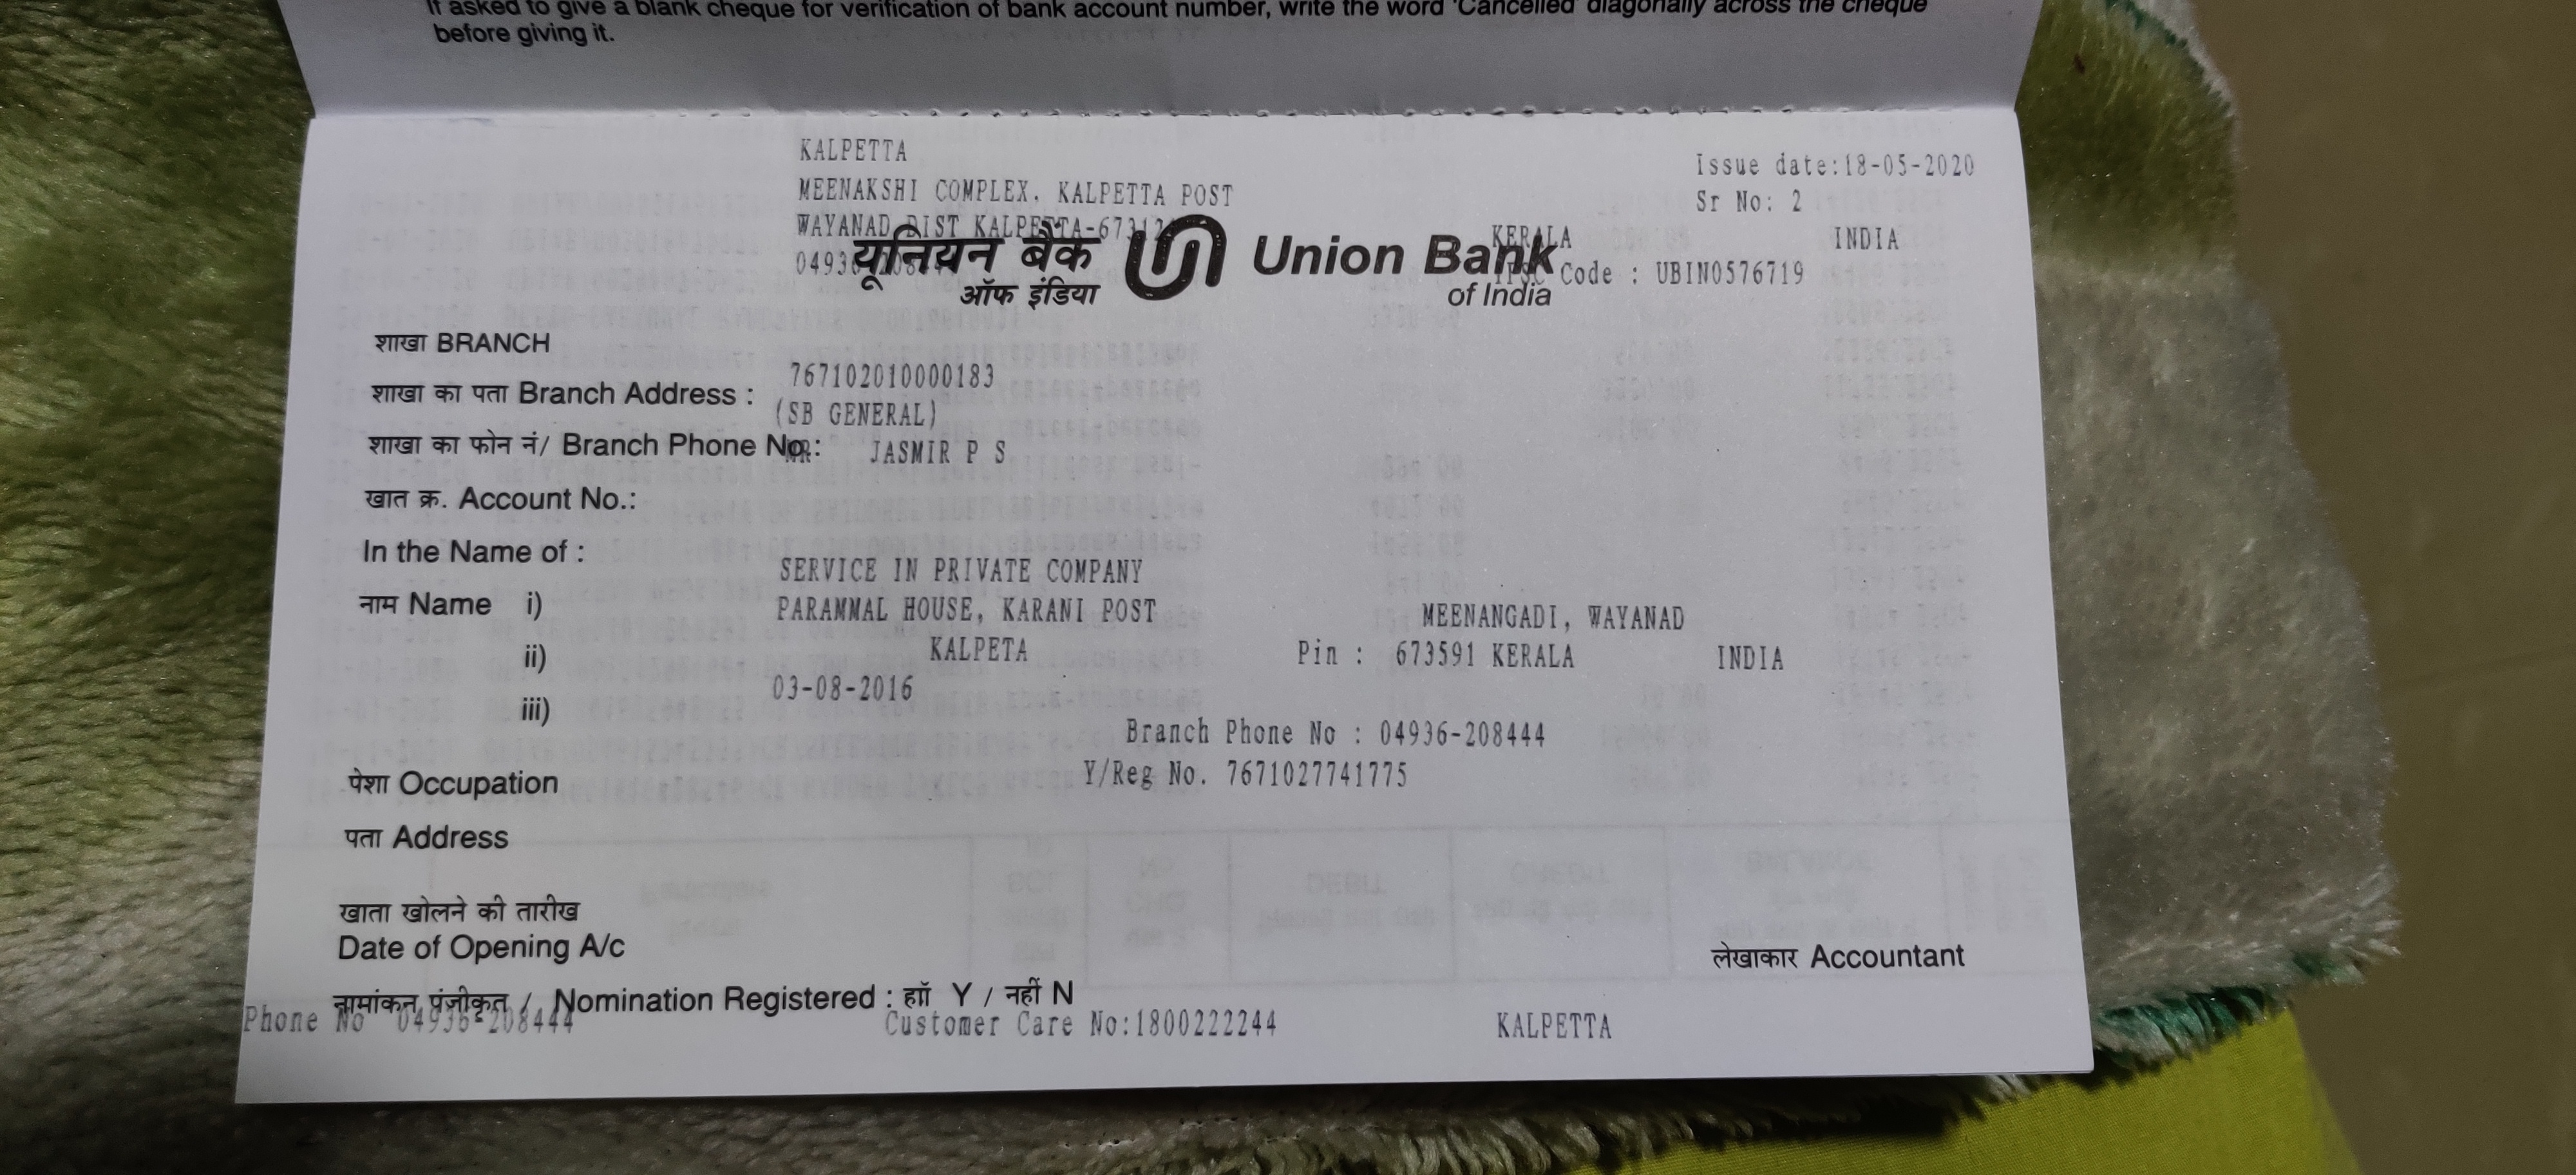 If asked to give a blank cheque for verification of bank account number, write the word 'Cancelled' diagonally across the cheque
before giving it.
KALPETTA
Issue date:18-05-2020
MEENAKSHI COMPLEX, KALPETTA POST
Sr No: 2
WAYANAD DIST KALPETTA-67312
KERALA INDIA
यूनियन बैंक Union Bank
ऑफ इंडिया of India
IFSC Code : UBIN0576719
शाखा BRANCH
767102010000183
शाखा का पता Branch Address :
(SB GENERAL)
शाखा का फोन नं/ Branch Phone No.: MR JASMIR P S
खात क्र. Account No.:
In the Name of :
SERVICE IN PRIVATE COMPANY
नाम Name i) PARAMMAL HOUSE, KARANI POST MEENANGADI, WAYANAD
ii) KALPETA Pin : 673591 KERALA INDIA
03-08-2016
iii)
Branch Phone No : 04936-208444
Y/Reg No. 7671027741775
पेशा Occupation
पता Address
खाता खोलने की तारीख
Date of Opening A/c
लेखाकार Accountant
नामांकन पंजीकृत / Nomination Registered : हाॅ Y / नहीं N
Phone No 04936-208444 Customer Care No:1800222244 KALPETTA